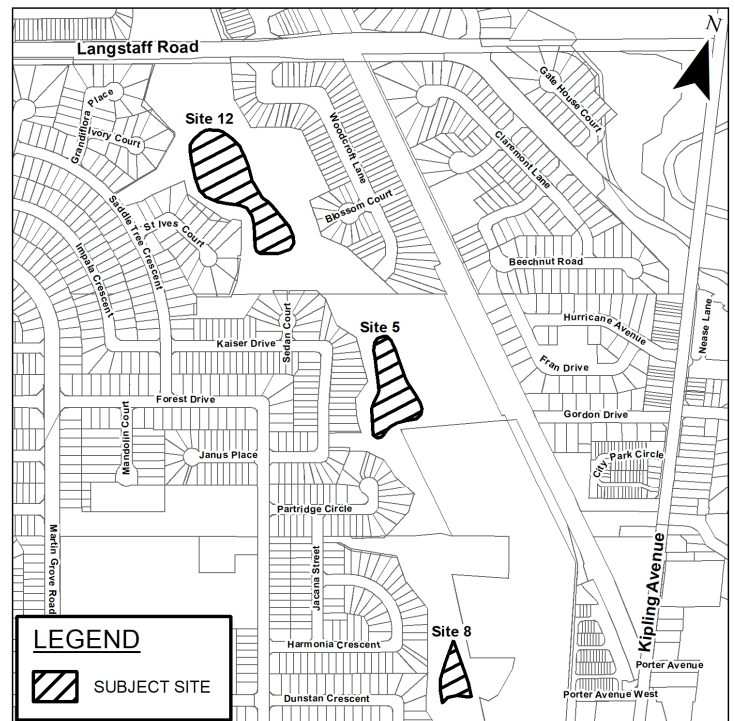 N
Langstaff Road
Grandiflora Place
Ivory Court
Site 12
Woodcroft Lane
Gate House Court
Claremont Lane
Saddle Tree Crescent
St Ives Court
Blossom Court
Impala Crescent
Beechnut Road
Nease Lane
Hurricane Avenue
Kaiser Drive
Sedan Court
Site 5
Fran Drive
Forest Drive
Gordon Drive
Mandolin Court
Janus Place
City Park Circle
Partridge Circle
Martin Grove Road
Jacana Street
Kipling Avenue
Site 8
Harmonia Crescent
Porter Avenue
Dunstan Crescent
Porter Avenue West
LEGEND
SUBJECT SITE